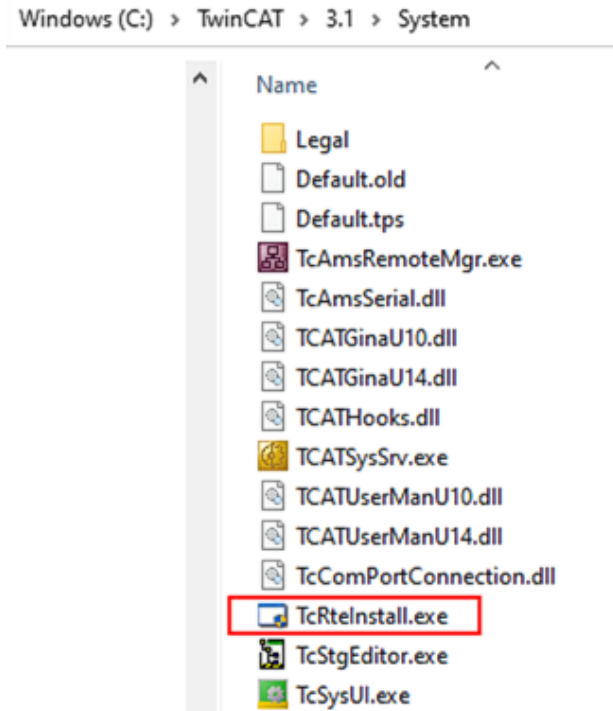 Windows (C:) > TwinCAT > 3.1 > System
Name
Legal
Default.old
Default.tps
TcAmsRemoteMgr.exe
TcAmsSerial.dll
TCATGinaU10.dll
TCATGinaU14.dll
TCATHooks.dll
TCATSysSrv.exe
TCATUserManU10.dll
TCATUserManU14.dll
TcComPortConnection.dll
TcRteInstall.exe
TcStgEditor.exe
TcSysUI.exe